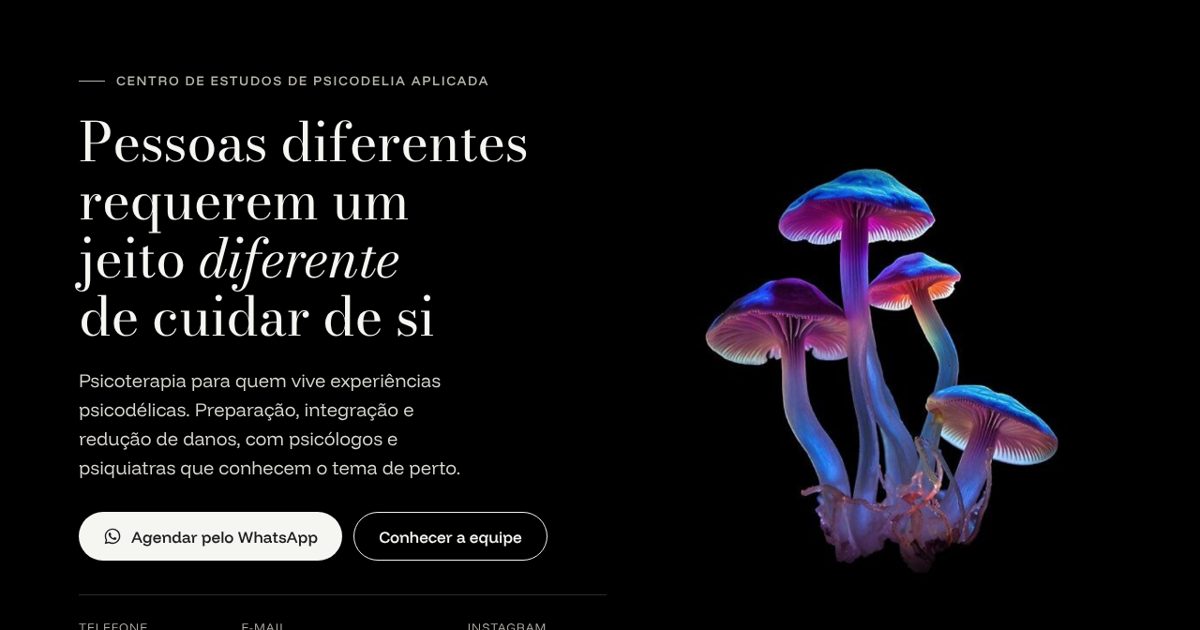 CENTRO DE ESTUDOS DE PSICODELIA APLICADA
Pessoas diferentes
requerem um
jeito diferente
de cuidar de si
Psicoterapia para quem vive experiências
psicodélicas. Preparação, integração e
redução de danos, com psicólogos e
psiquiatras que conhecem o tema de perto.
Agendar pelo WhatsApp
Conhecer a equipe
TELEFONE
E-MAIL
INSTAGRAM